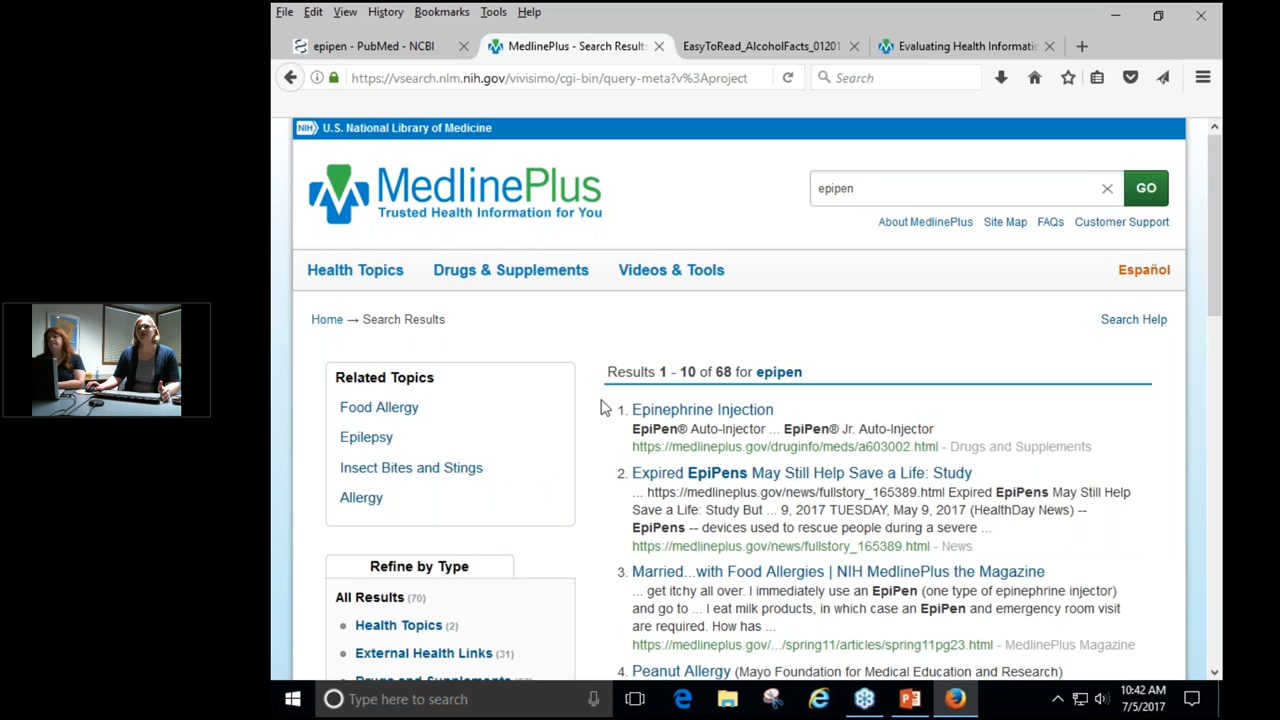 File Edit View History Bookmarks Tools Help
epipen - PubMed - NCBI
MedlinePlus - Search Results
EasyToRead_AlcoholFacts_01201
Evaluating Health Informatic
https://vsearch.nlm.nih.gov/vivisimo/cgi-bin/query-meta?v%3Aproject
Search
NIH U.S. National Library of Medicine
MedlinePlus
Trusted Health Information for You
epipen
GO
About MedlinePlus Site Map FAQs Customer Support
Health Topics Drugs & Supplements Videos & Tools
Español
Home → Search Results
Search Help
Related Topics
Food Allergy
Epilepsy
Insect Bites and Stings
Allergy
Refine by Type
All Results (70)
Health Topics (2)
External Health Links (31)
Results 1 - 10 of 68 for epipen
1. Epinephrine Injection
EpiPen® Auto-Injector ... EpiPen® Jr. Auto-Injector
https://medlineplus.gov/druginfo/meds/a603002.html - Drugs and Supplements
2. Expired EpiPens May Still Help Save a Life: Study
... https://medlineplus.gov/news/fullstory_165389.html Expired EpiPens May Still Help
Save a Life: Study But ... 9, 2017 TUESDAY, May 9, 2017 (HealthDay News) --
EpiPens -- devices used to rescue people during a severe ...
https://medlineplus.gov/news/fullstory_165389.html - News
3. Married...with Food Allergies | NIH MedlinePlus the Magazine
... get itchy all over. I immediately use an EpiPen (one type of epinephrine injector)
and go to ... I eat milk products, in which case an EpiPen and emergency room visit
are required. How has ...
https://medlineplus.gov/.../spring11/articles/spring11pg23.html - MedlinePlus Magazine
4. Peanut Allergy (Mayo Foundation for Medical Education and Research)
Type here to search
10:42 AM
7/5/2017